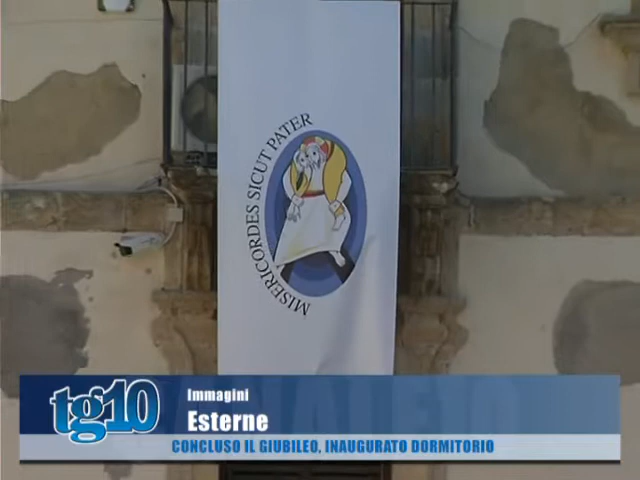 MISERICORDES SICUT PATER
tg10
Immagini
Esterne
CONCLUSO IL GIUBILEO, INAUGURATO DORMITORIO